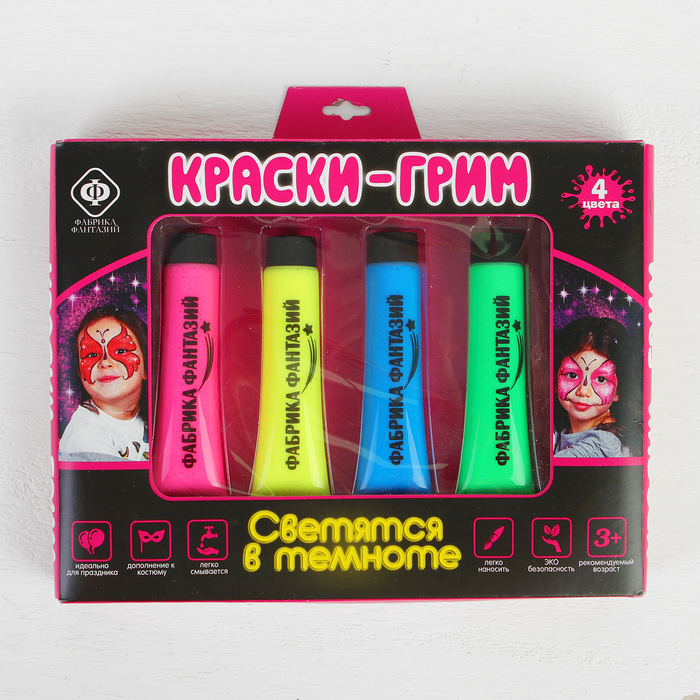 КРАСКИ-ГРИМ
Ф
ФАБРИКА
ФАНТАЗИЙ
4
цвета
ФАБРИКА ФАНТАЗИЙ
ФАБРИКА ФАНТАЗИЙ
ФАБРИКА ФАНТАЗИЙ
ФАБРИКА ФАНТАЗИЙ
Светятся
в темноте
идеально
для праздника
дополнение к
костюму
легко
смывается
легко
наносить
ЭКО
безопасность
3+
рекомендуемый
возраст